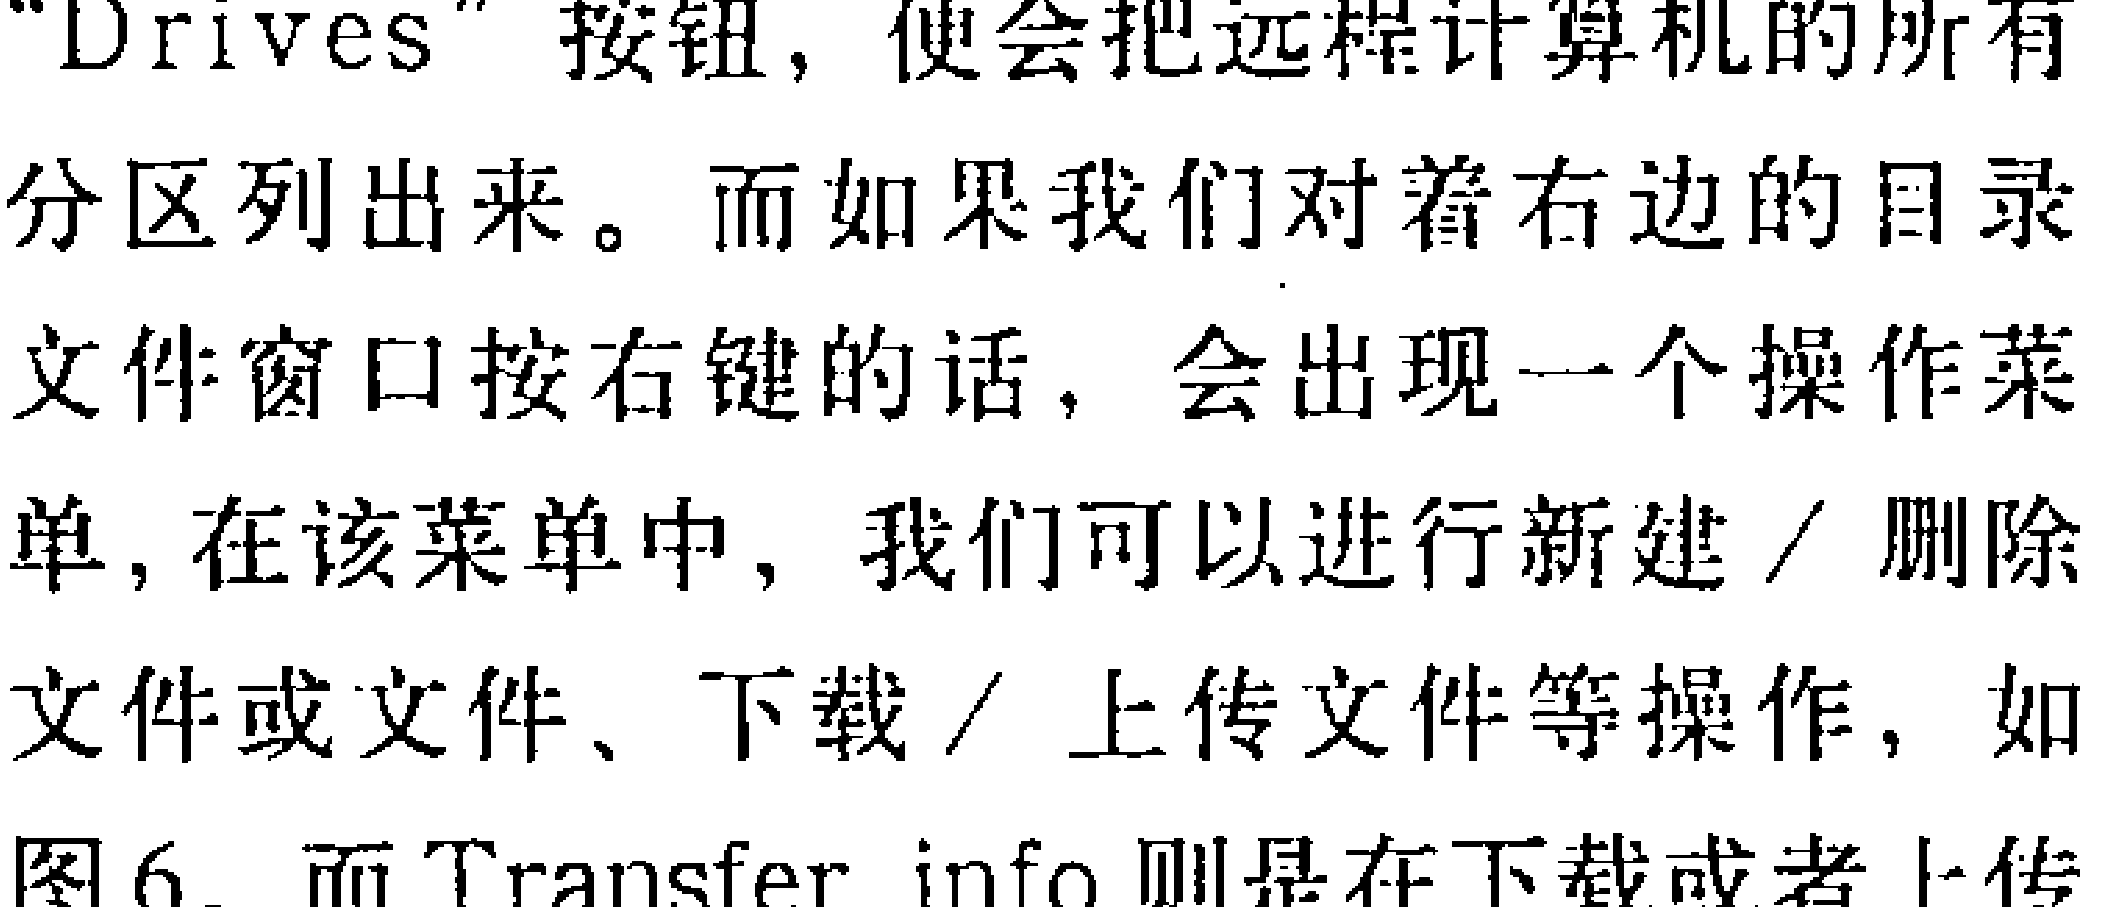 “Drives” 按钮，便会把远程计算机的所有
分区列出来。而如果我们对着右边的目录
文件窗口按右键的话，会出现一个操作菜
单,在该菜单中，我们可以进行新建/删除
文件或文件、下载/上传文件等操作，如
图6。而Transfer info则是在下载或者上传